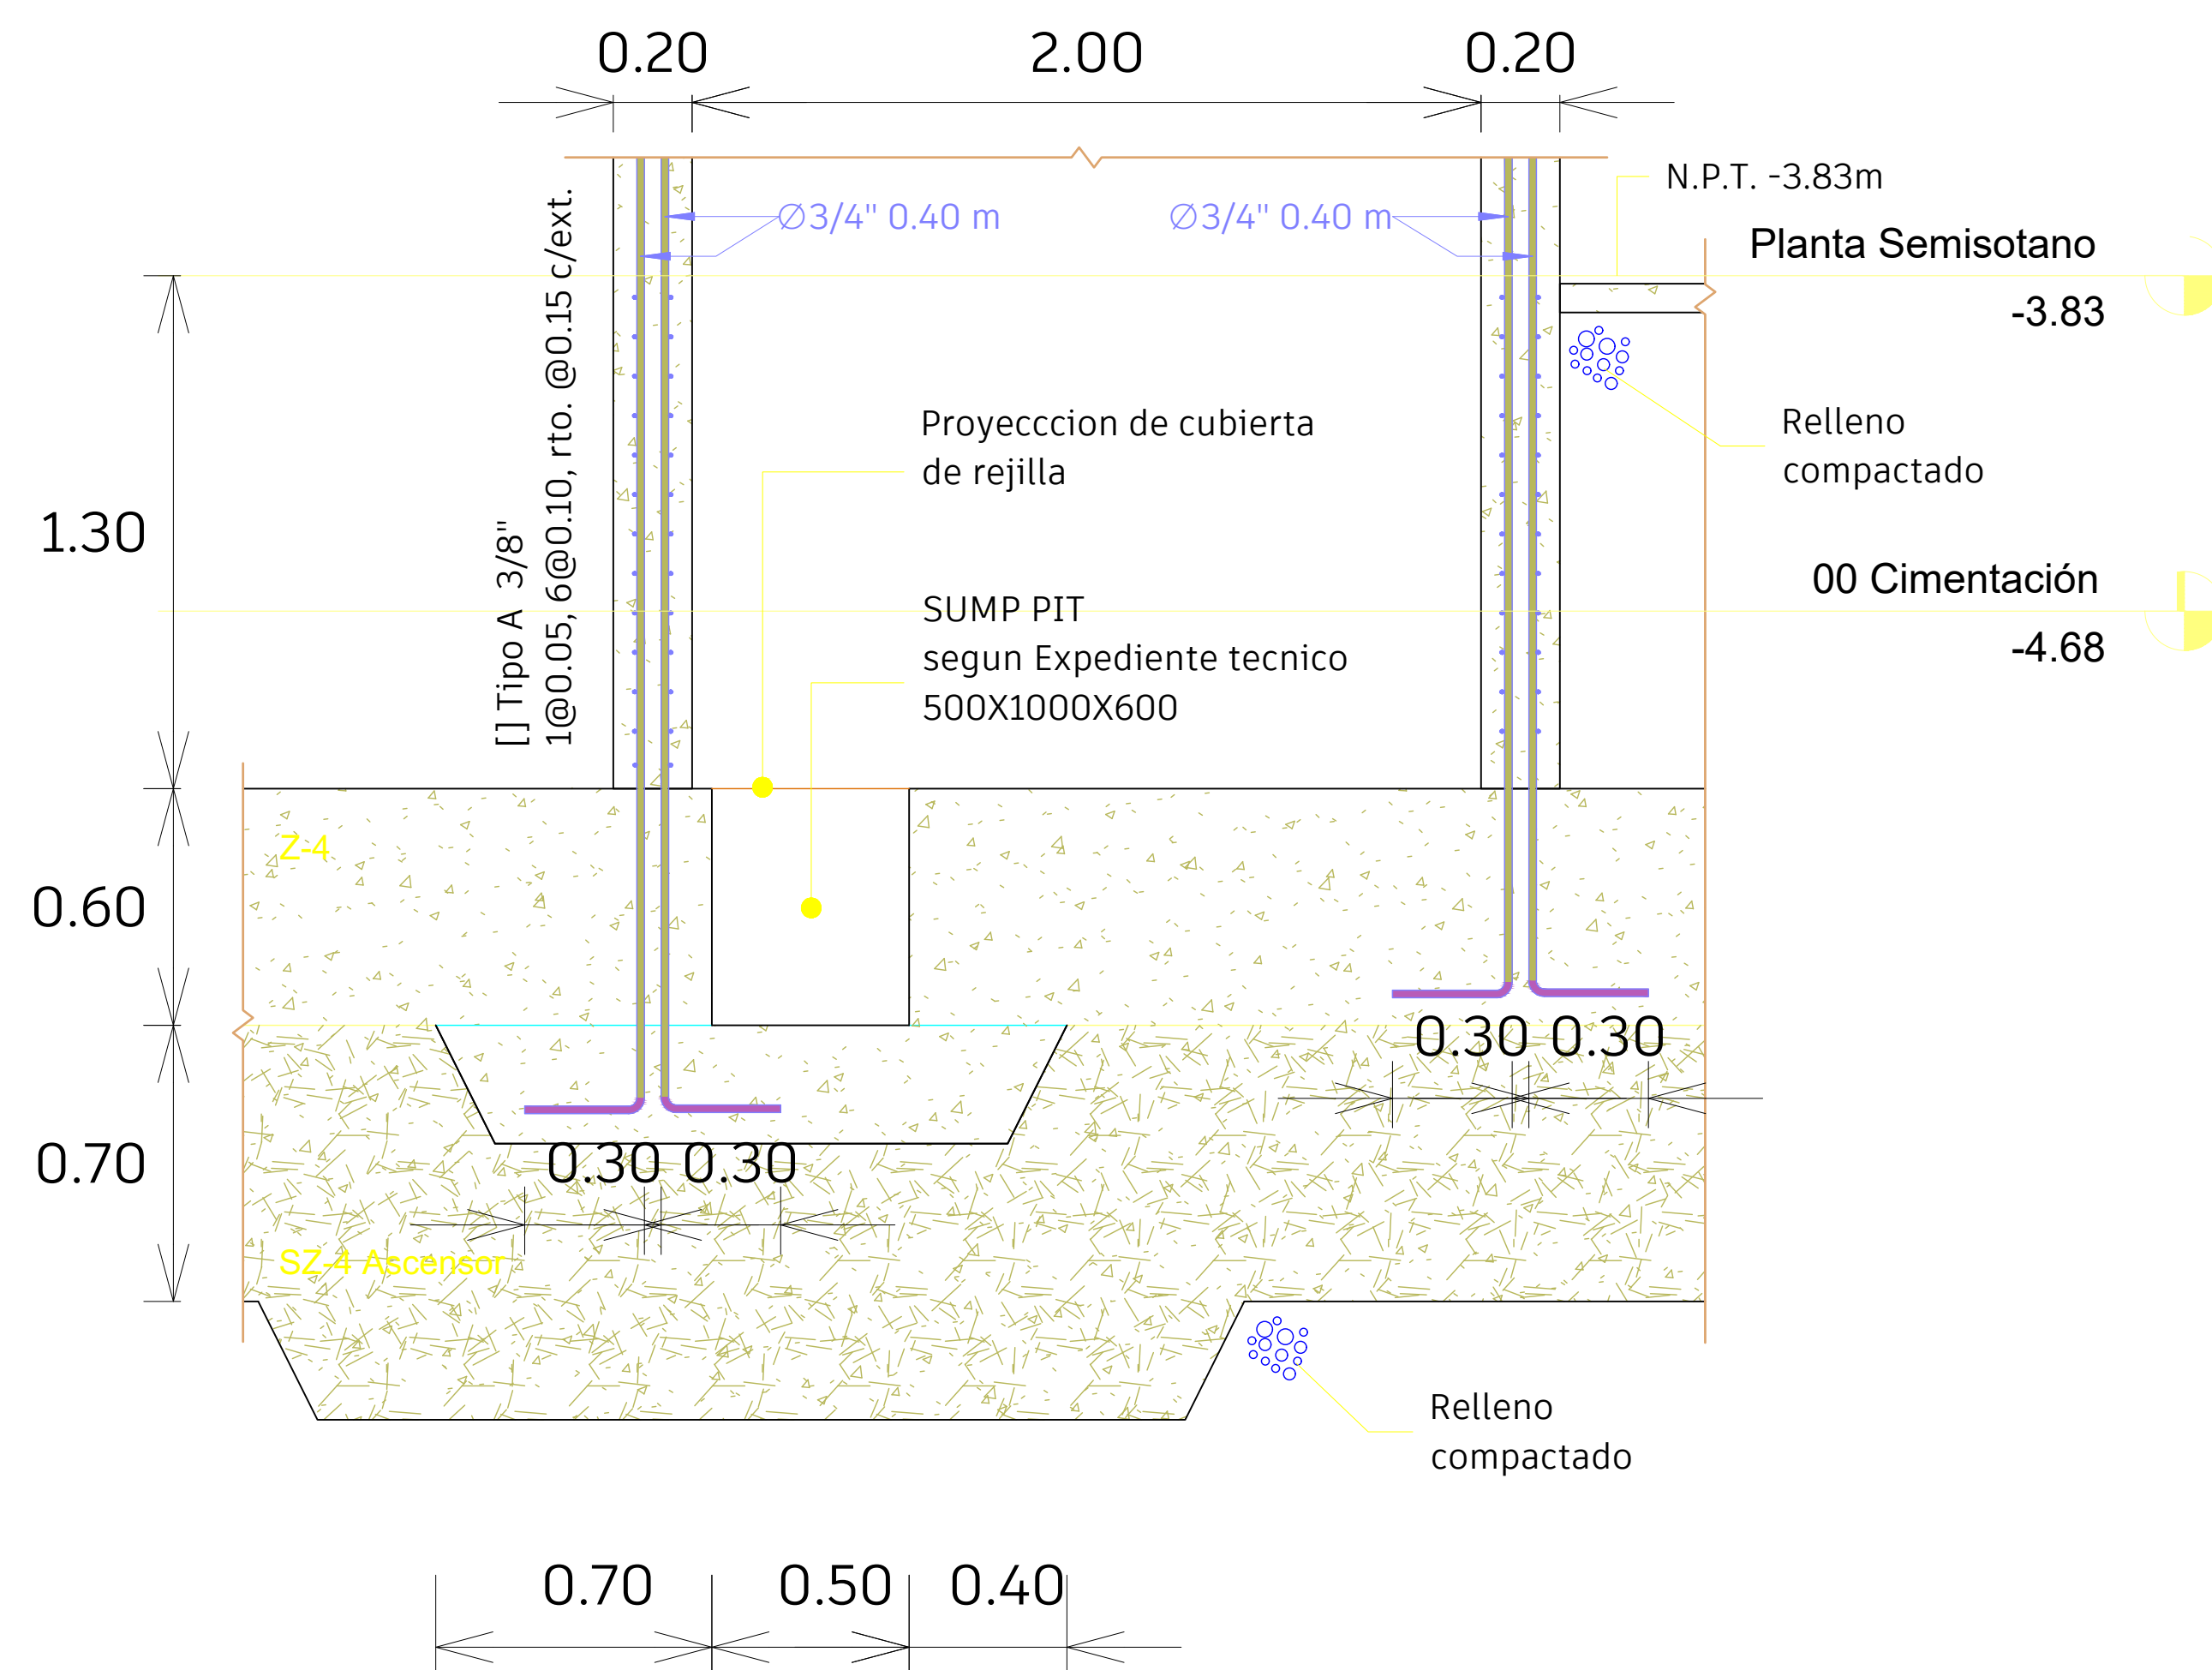 0.20
2.00
0.20
N.P.T. -3.83m
Ø3/4" 0.40 m
Ø3/4" 0.40 m
Planta Semisotano
-3.83
[] Tipo A 3/8"
1@0.05, 6@0.10, rto. @0.15 c/ext.
Proyecccion de cubierta
de rejilla
Relleno
compactado
1.30
00 Cimentación
-4.68
SUMP PIT
segun Expediente tecnico
500X1000X600
Z-4
0.60
0.30
0.30
0.70
0.30
0.30
SZ-4 Ascensor
Relleno
compactado
0.70
0.50
0.40